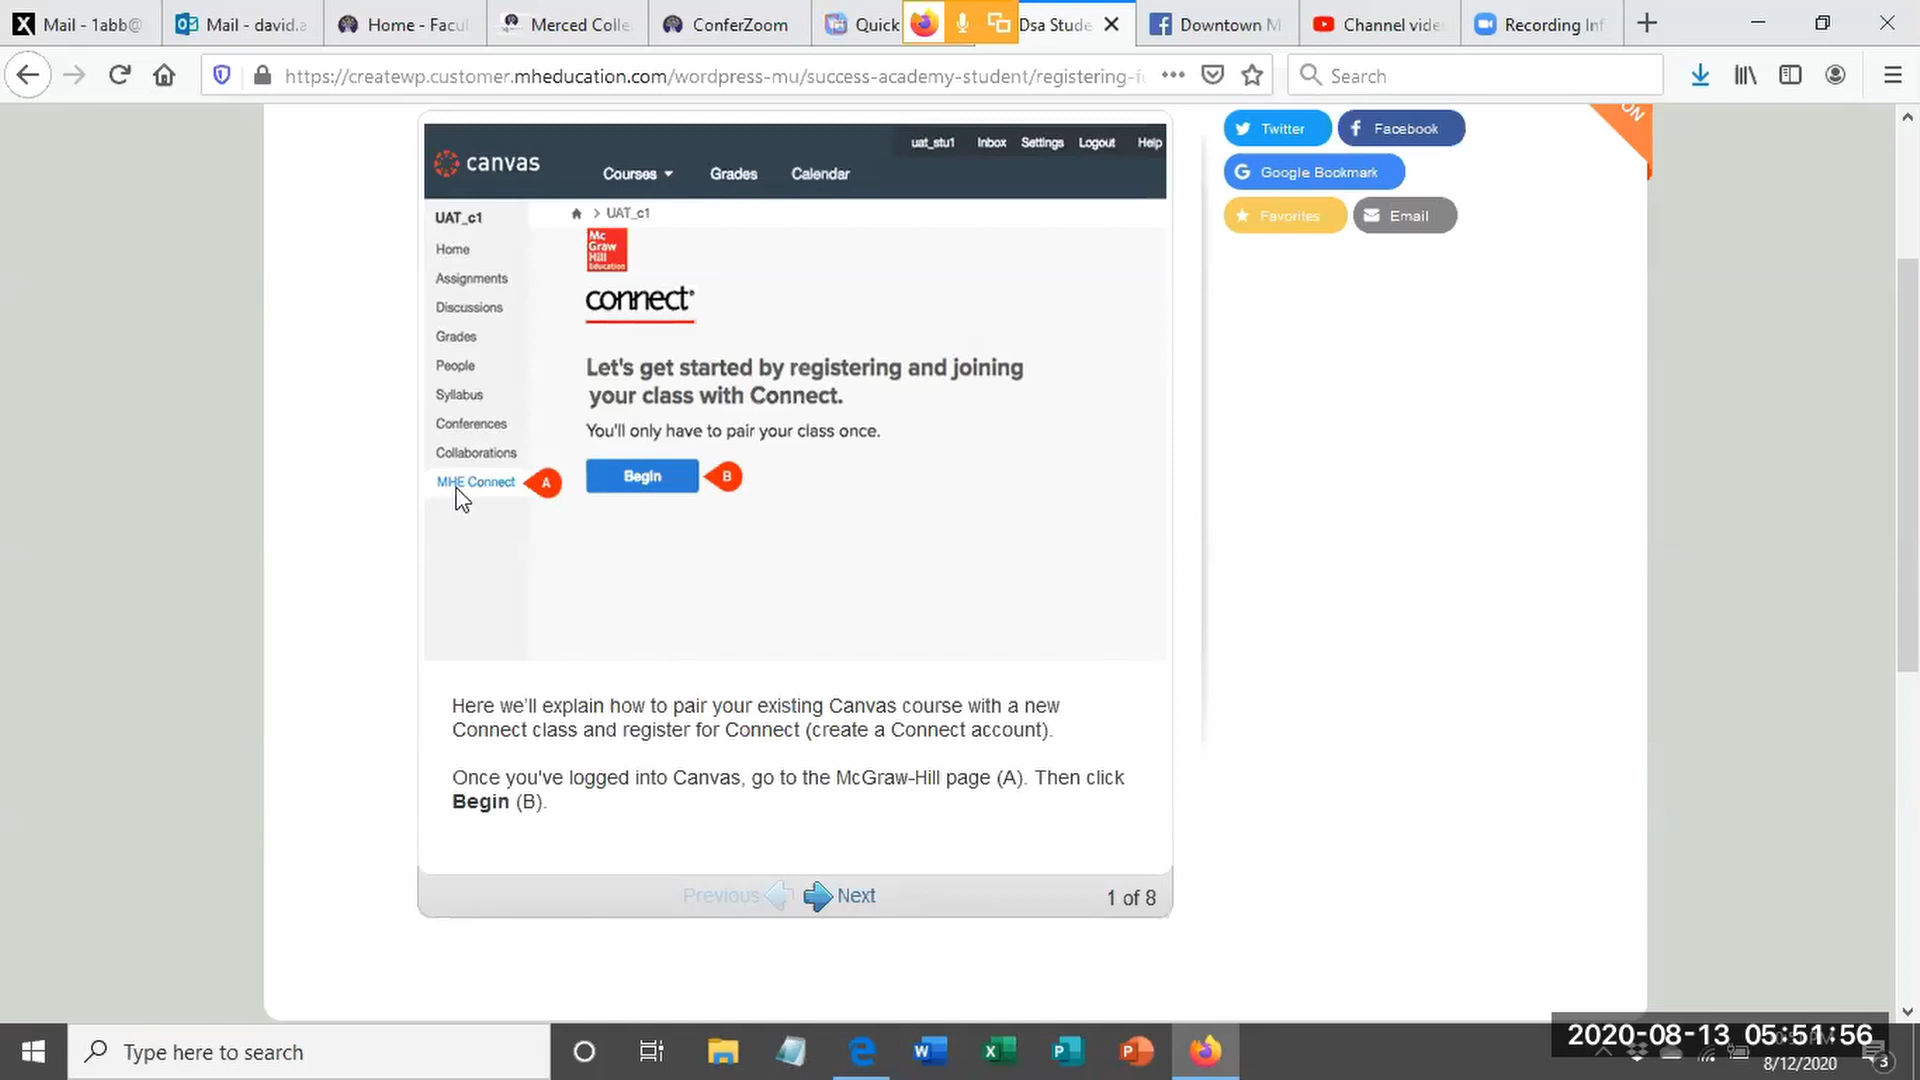 Mail - 1abb@
Mail - david.a
Home - Facul
Merced Colle
ConferZoom
Quick
Dsa Stude
Downtown M
Channel vide
Recording Inf
https://createwp.customer.mheducation.com/wordpress-mu/success-academy-student/registering-f
Search
canvas
uat_stu1 Inbox Settings Logout Help
Courses Grades Calendar
UAT_c1
> UAT_c1
Home
Assignments
Discussions
Grades
People
Syllabus
Conferences
Collaborations
MHE Connect
A
Mc
Graw
Hill
Education
connect®
Let's get started by registering and joining
your class with Connect.
You'll only have to pair your class once.
Begin
B
Here we'll explain how to pair your existing Canvas course with a new
Connect class and register for Connect (create a Connect account).
Once you've logged into Canvas, go to the McGraw-Hill page (A). Then click
Begin (B).
Previous Next
1 of 8
Twitter
Facebook
Google Bookmark
Favorites
Email
ON
Type here to search
2020-08-13 05:51:56
8/12/2020
3